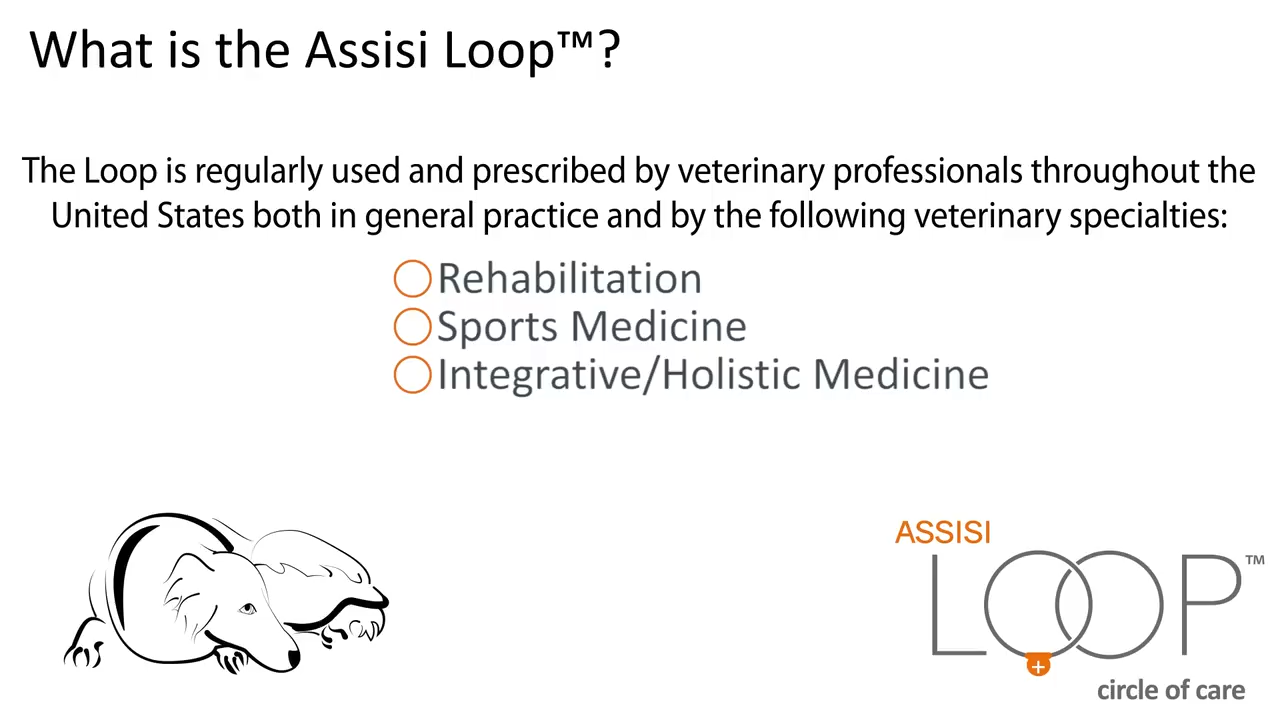 What is the Assisi Loop™?
The Loop is regularly used and prescribed by veterinary professionals throughout the
United States both in general practice and by the following veterinary specialties:
Rehabilitation
Sports Medicine
Integrative/Holistic Medicine
ASSISI
LOOP™
+
circle of care